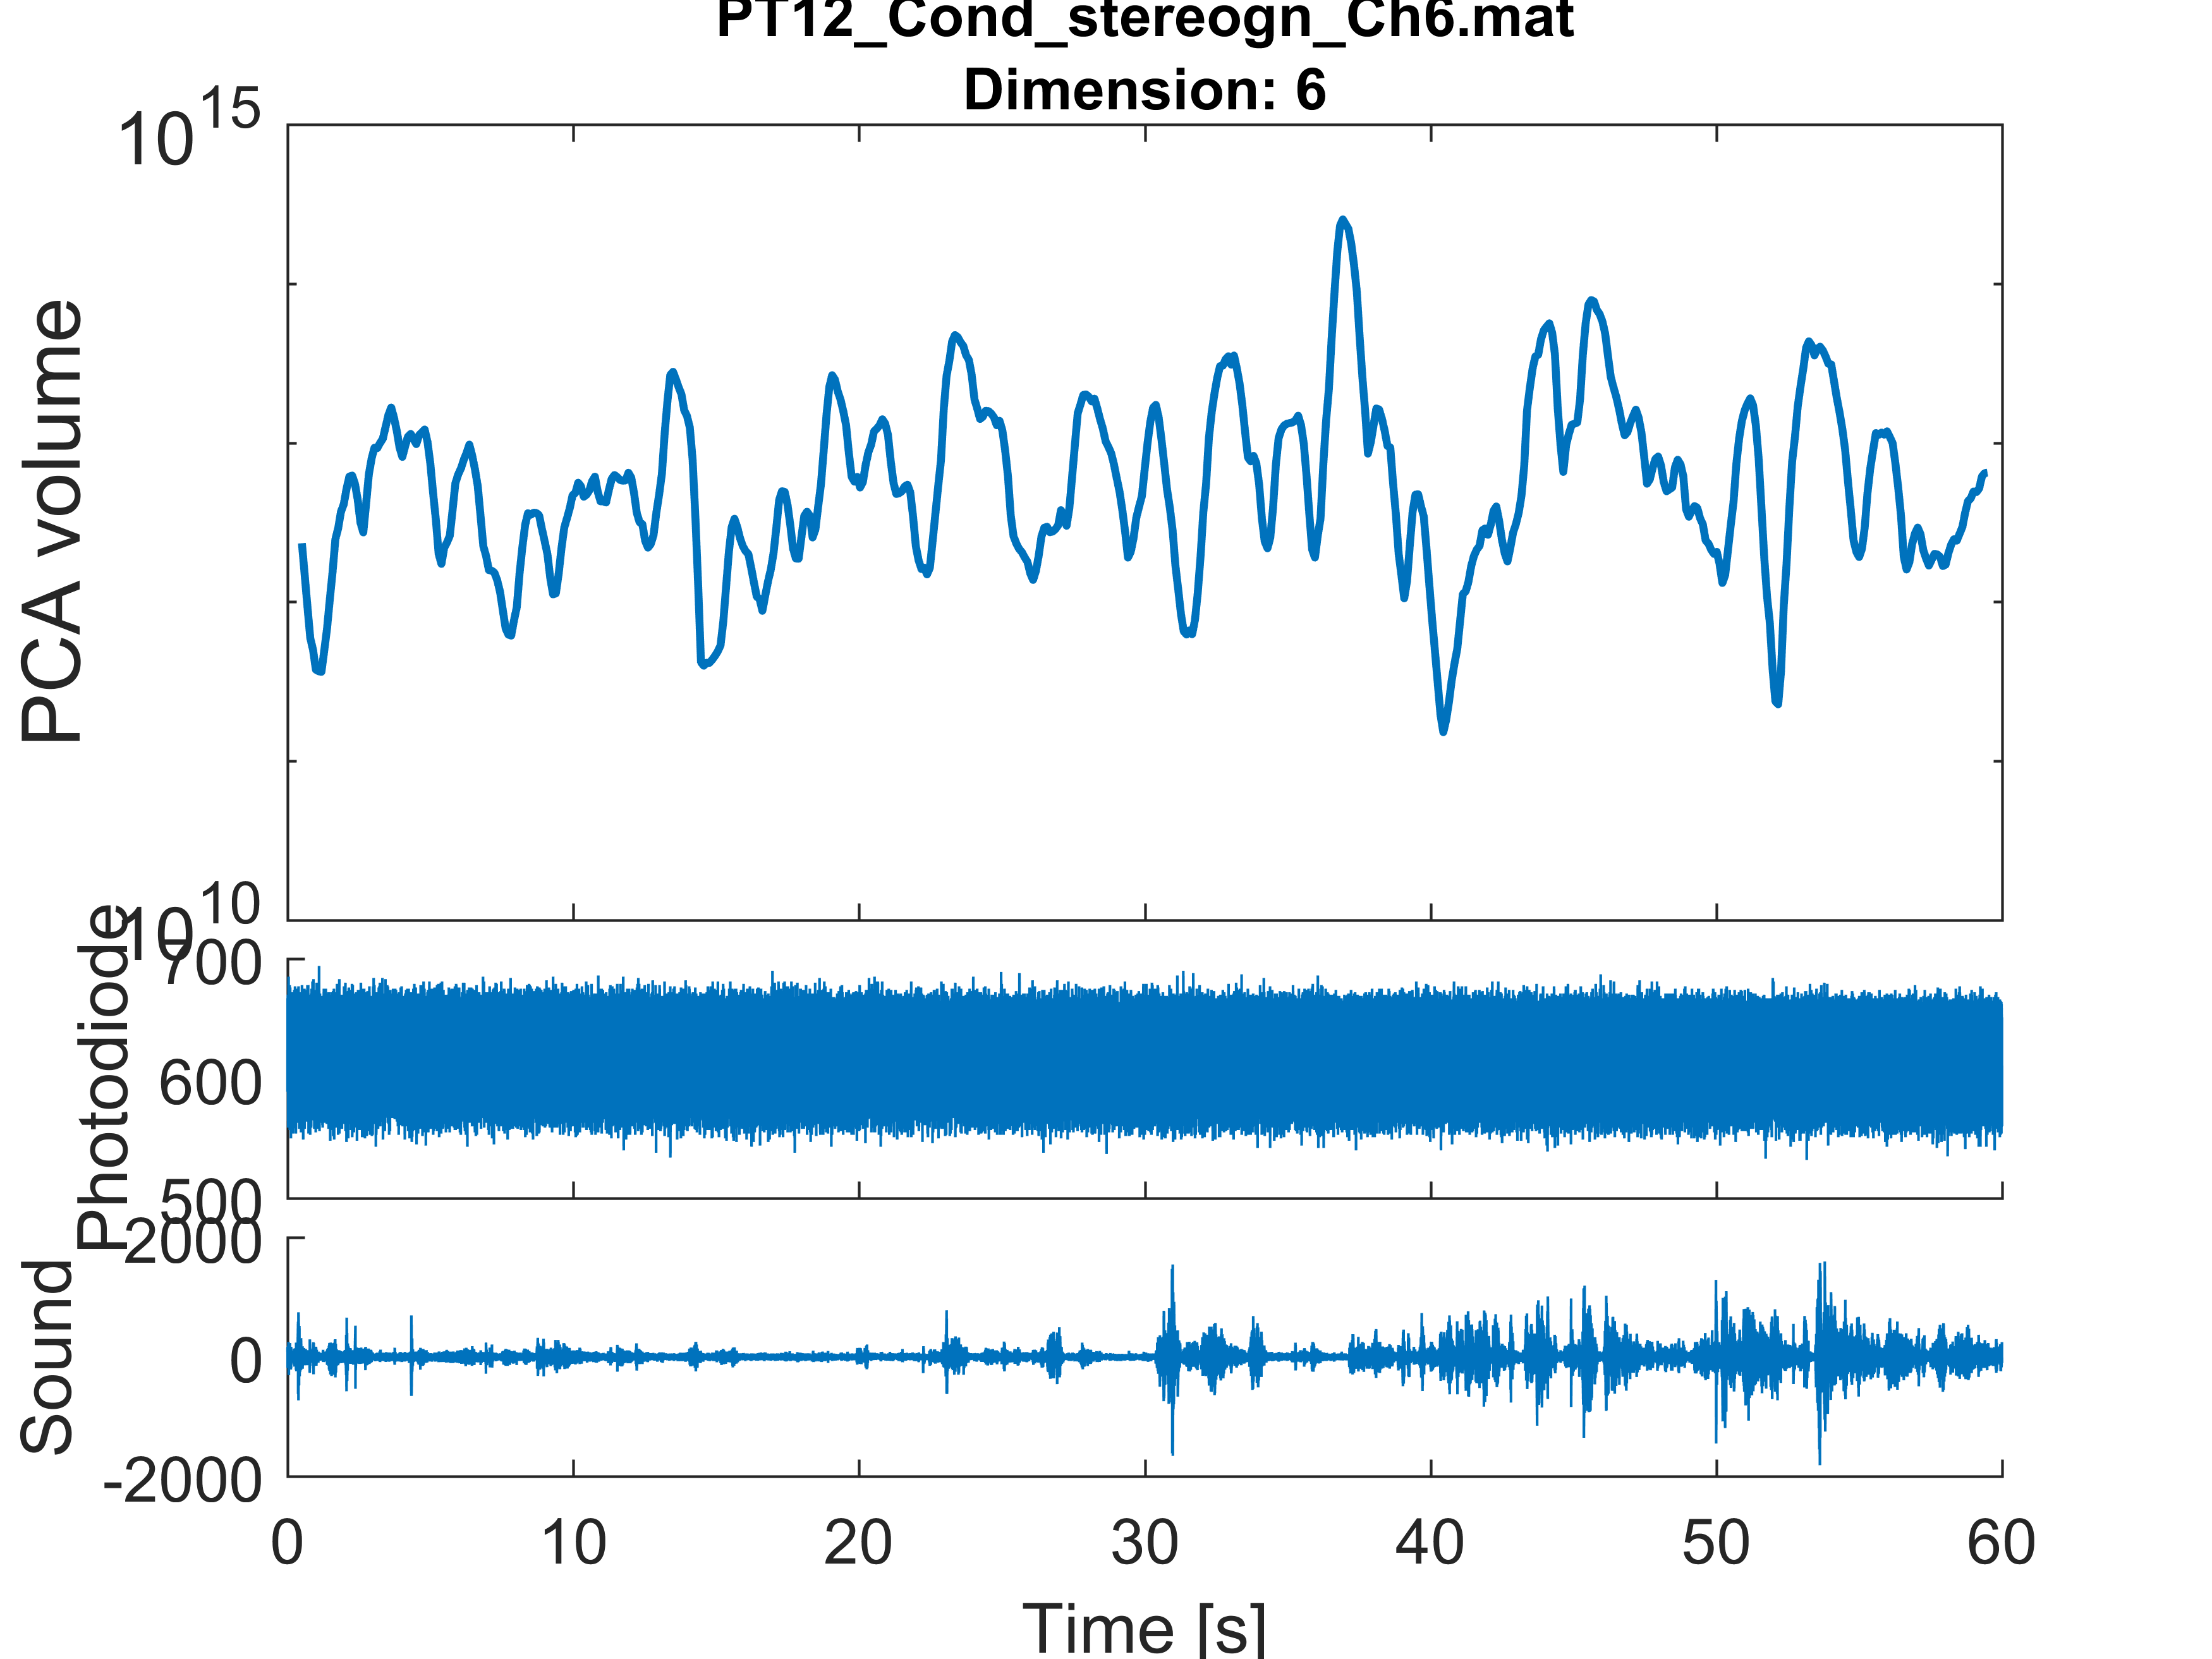 PT12_Cond_stereogn_Ch6.mat
Dimension: 6
10^15
PCA volume
10^10
700
Photodiode
600
500
2000
Sound
0
-2000
0 10 20 30 40 50 60
Time [s]